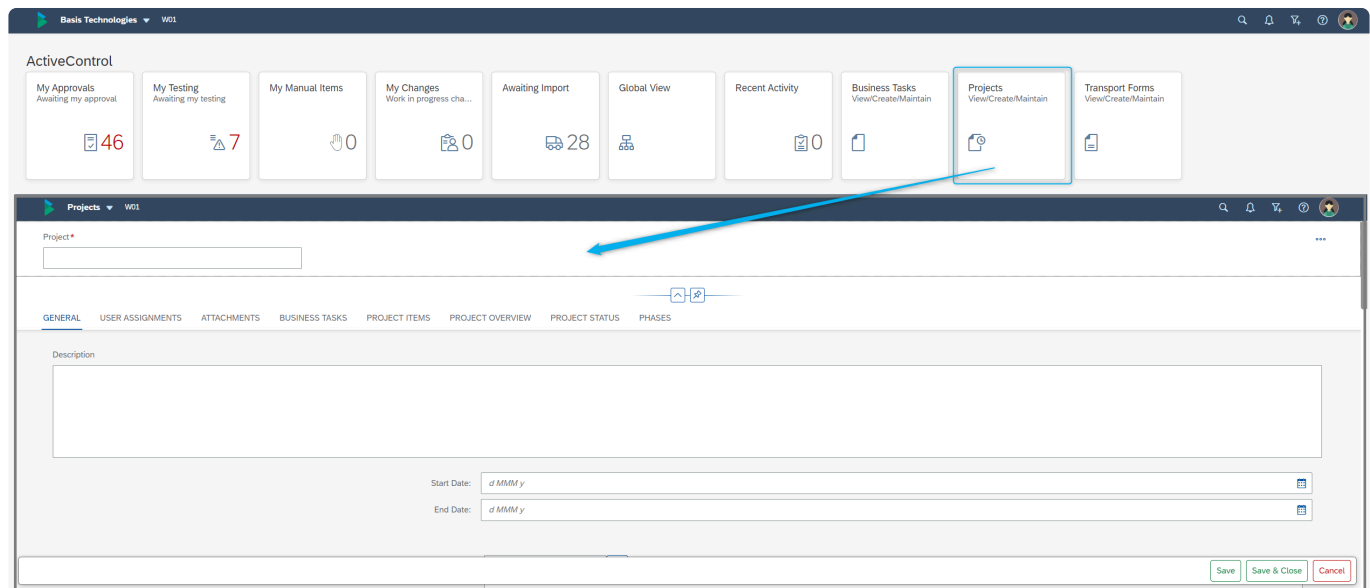 Basis Technologies W01
ActiveControl
My Approvals
Awaiting my approval
46
My Testing
Awaiting my testing
7
My Manual Items
0
My Changes
Work in progress cha...
0
Awaiting Import
28
Global View
Recent Activity
0
Business Tasks
View/Create/Maintain
Projects
View/Create/Maintain
Transport Forms
View/Create/Maintain
Projects W01
Project*
GENERAL USER ASSIGNMENTS ATTACHMENTS BUSINESS TASKS PROJECT ITEMS PROJECT OVERVIEW PROJECT STATUS PHASES
Description
Start Date: d MMM y
End Date: d MMM y
Save Save & Close Cancel